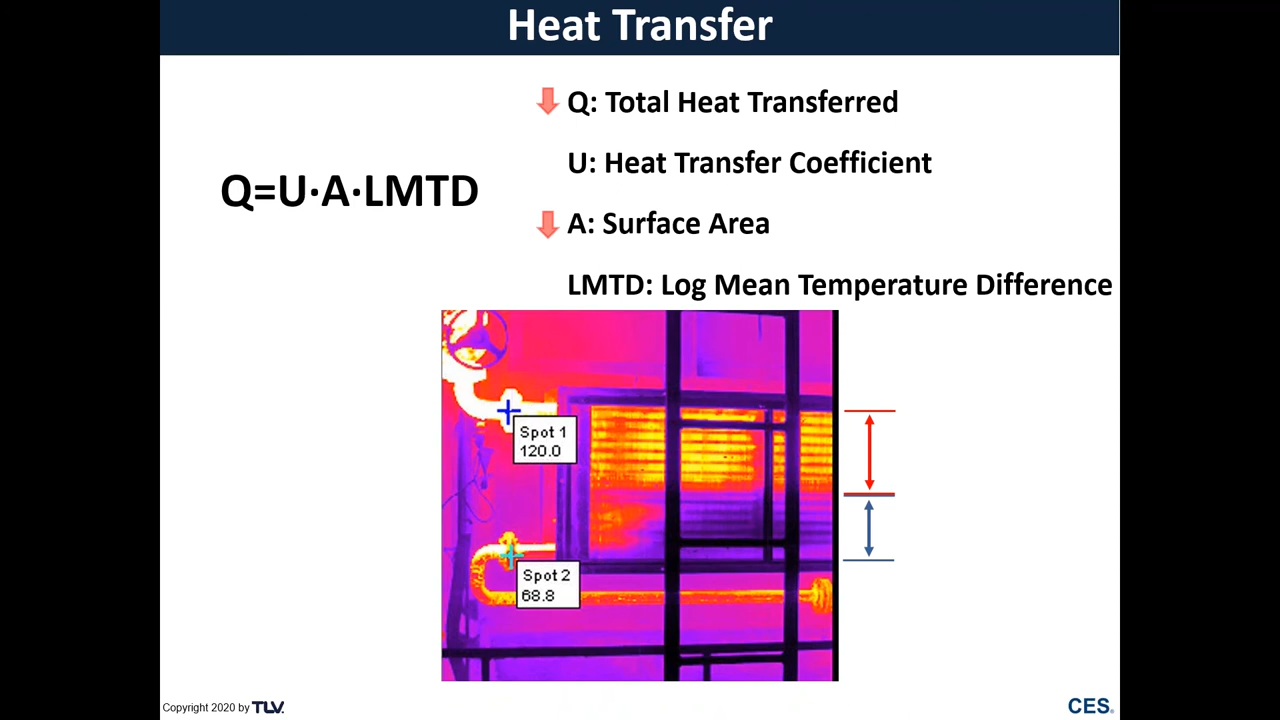 Heat Transfer
Q: Total Heat Transferred
U: Heat Transfer Coefficient
Q=U·A·LMTD
A: Surface Area
LMTD: Log Mean Temperature Difference
Spot 1
120.0
Spot 2
68.8
Copyright 2020 by TLV.
CES®